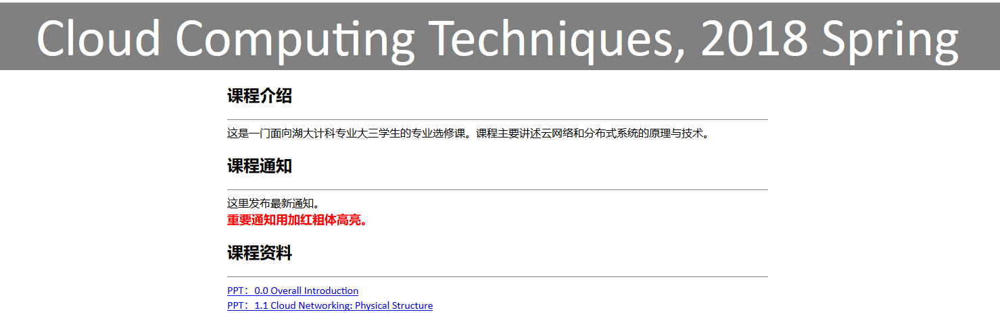 Cloud Computing Techniques, 2018 Spring
课程介绍
这是一门面向湖大计科专业大三学生的专业选修课。课程主要讲述云网络和分布式系统的原理与技术。
课程通知
这里发布最新通知。
重要通知用加红粗体高亮。
课程资料
PPT：0.0 Overall Introduction
PPT：1.1 Cloud Networking: Physical Structure